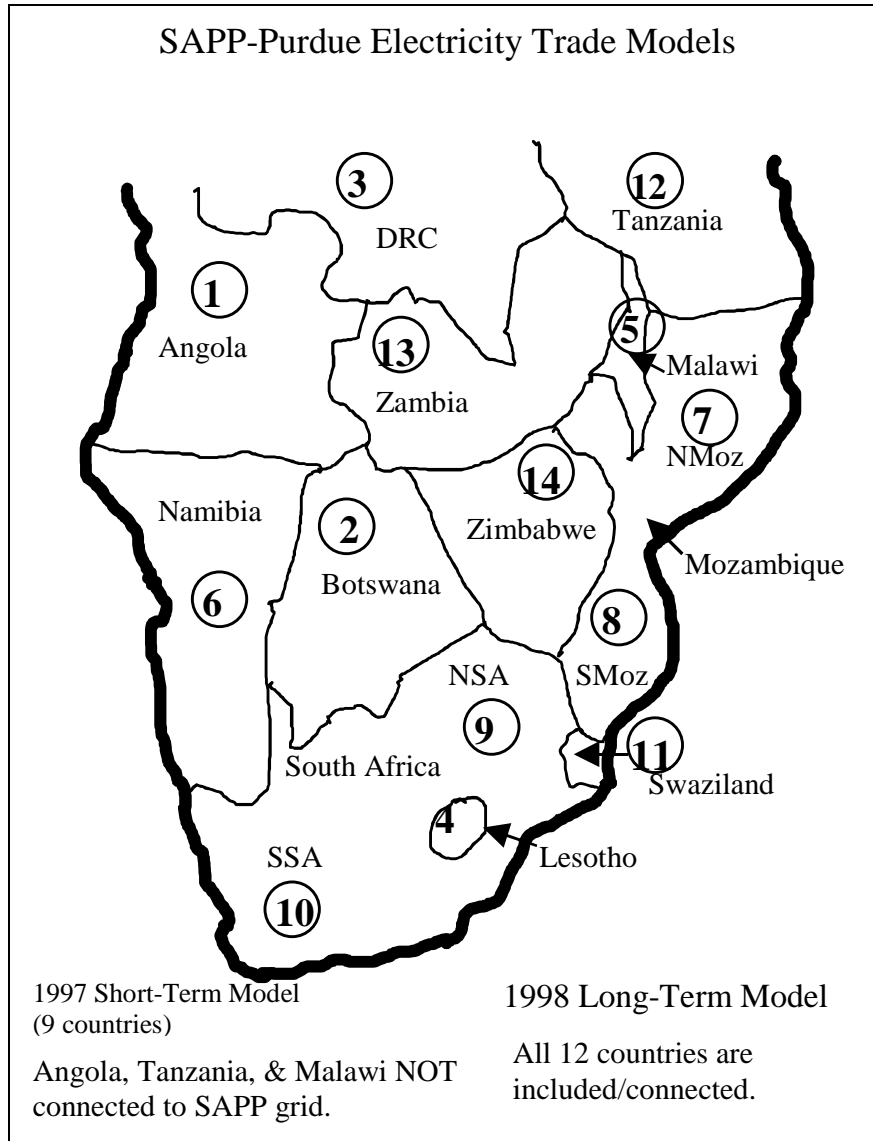 SAPP-Purdue Electricity Trade Models
3
12
DRC
Tanzania
1
Angola
5
13
Malawi
Zambia
7
NMoz
14
Namibia
2
Zimbabwe
Mozambique
Botswana
6
8
NSA
SMoz
9
South Africa
11
Swaziland
4
SSA
Lesotho
10
1997 Short-Term Model
(9 countries)
Angola, Tanzania, & Malawi NOT
connected to SAPP grid.
1998 Long-Term Model
All 12 countries are
included/connected.